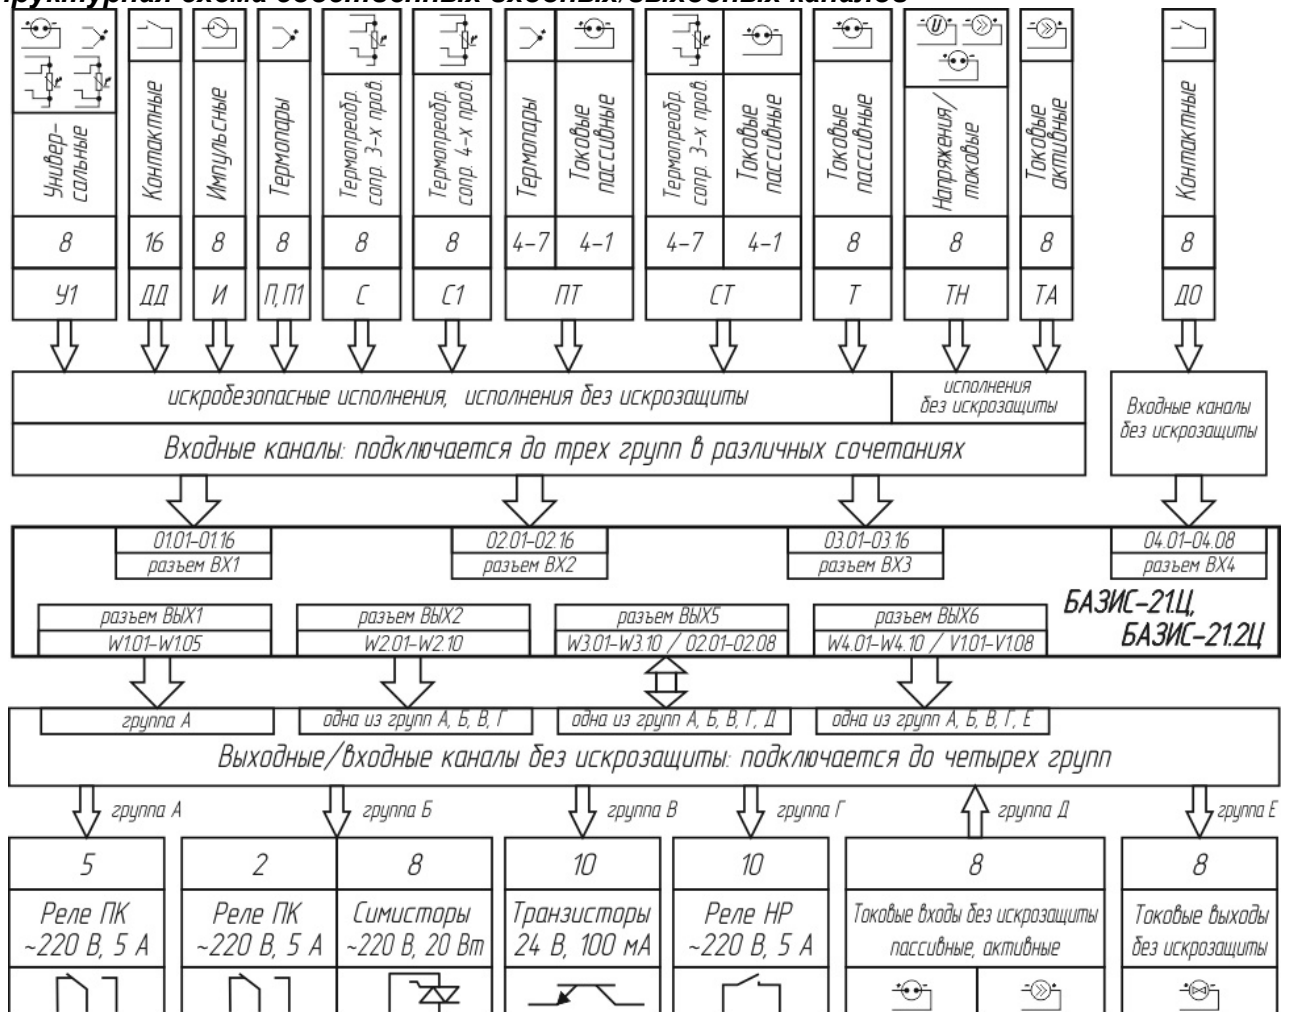 структурная схема собственных входных/выходных каналов
Универ-
сальные
Контактные
Импульсные
Термопары
Термопреобр.
сопр. 3-х пров.
Термопреобр.
сопр. 4-х пров.
Термопары
Токовые
пассивные
Термопреобр.
сопр. 3-х пров.
Токовые
пассивные
Токовые
пассивные
Напряжения/
токовые
Токовые
активные
Контактные
8 16 8 8 8 8 4-7 4-1 4-7 4-1 8 8 8 8
У1 ДД И П, П1 С С1 ПТ СТ Т ТН ТА ДО
искробезопасные исполнения, исполнения без искрозащиты
исполнения
без искрозащиты
Входные каналы
без искрозащиты
Входные каналы: подключается до трех групп в различных сочетаниях
01.01-01.16 02.01-02.16 03.01-03.16 04.01-04.08
разъем ВХ1 разъем ВХ2 разъем ВХ3 разъем ВХ4
БАЗИС-21.Ц,
БАЗИС-21.2Ц
разъем ВЫХ1 разъем ВЫХ2 разъем ВЫХ5 разъем ВЫХ6
W1.01-W1.05 W2.01-W2.10 W3.01-W3.10 / 02.01-02.08 W4.01-W4.10 / V1.01-V1.08
группа А одна из групп А, Б, В, Г одна из групп А, Б, В, Г, Д одна из групп А, Б, В, Г, Е
Выходные/входные каналы без искрозащиты: подключается до четырех групп
группа А группа Б группа В группа Г группа Д группа Е
5 2 8 10 10 8 8
Реле ПК
~220 В, 5 А
Реле ПК
~220 В, 5 А
Симисторы
~220 В, 20 Вт
Транзисторы
24 В, 100 мА
Реле НР
~220 В, 5 А
Токовые входы без искрозащиты
пассивные, активные
Токовые выходы
без искрозащиты